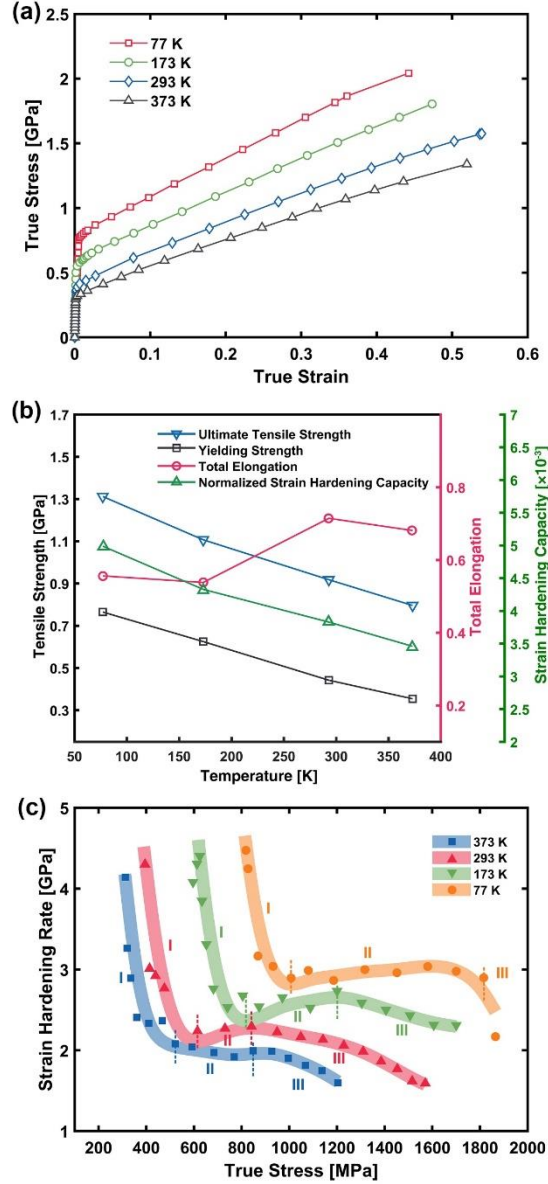 (a)
77 K
173 K
293 K
373 K
True Stress [GPa]
2.5
2
1.5
1
0.5
0
0
0.1
0.2
0.3
0.4
0.5
0.6
True Strain
(b)
Ultimate Tensile Strength
Yielding Strength
Total Elongation
Normalized Strain Hardening Capacity
Tensile Strength [GPa]
1.7
1.5
1.3
1.1
0.9
0.7
0.5
0.3
50
100
150
200
250
300
350
400
Temperature [K]
0.8
0.6
0.4
0.2
Total Elongation
7
6.5
6
5.5
5
4.5
4
3.5
3
2.5
2
Strain Hardening Capacity [×10⁻³]
(c)
373 K
293 K
173 K
77 K
Strain Hardening Rate [GPa]
5
4
3
2
1
I
II
III
I
II
III
I
II
III
I
II
III
200
400
600
800
1000
1200
1400
1600
1800
2000
True Stress [MPa]